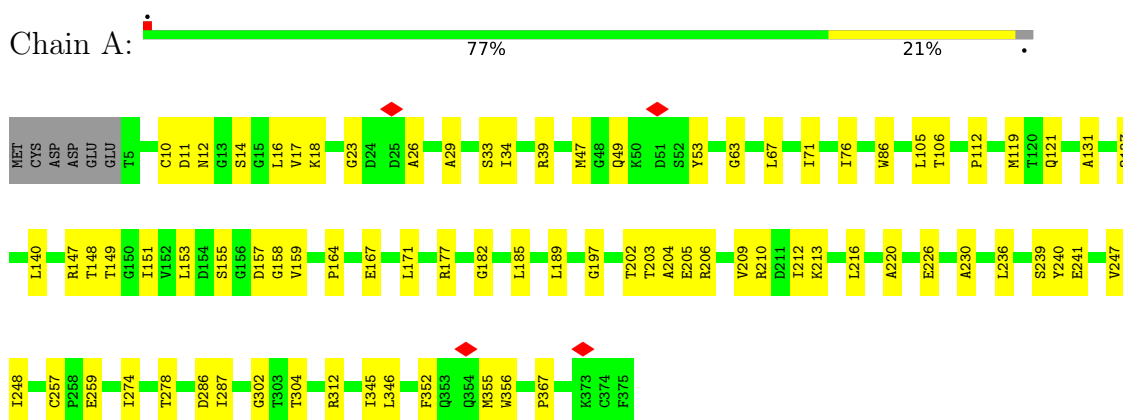 Chain A: 77% 21%
MET CYS ASP ASP GLU GLU T5 G10 D11 N12 G13 S14 G15 L16 V17 K18 G23 D24 D25 A26 A29 S33 I34 R39 M47 G48 Q49 K50 D51 S52 Y53 G63 L67 I71 I76 W86 L105 T106 P112 M119 T120 Q121 A131
L140 R147 T148 T149 G150 I151 V152 L153 D154 S155 G156 D157 G158 V159 P164 E167 L171 R177 G182 L185 L189 G197 T202 T203 A204 E205 R206 V209 R210 D211 I212 K213 L216 A220 E226 A230 L236 S239 Y240 E241 V247
I248 C257 P258 E259 I274 T278 D286 I287 G302 T303 T304 R312 I345 L346 F352 Q353 Q354 M355 W356 P367 K373 C374 F375